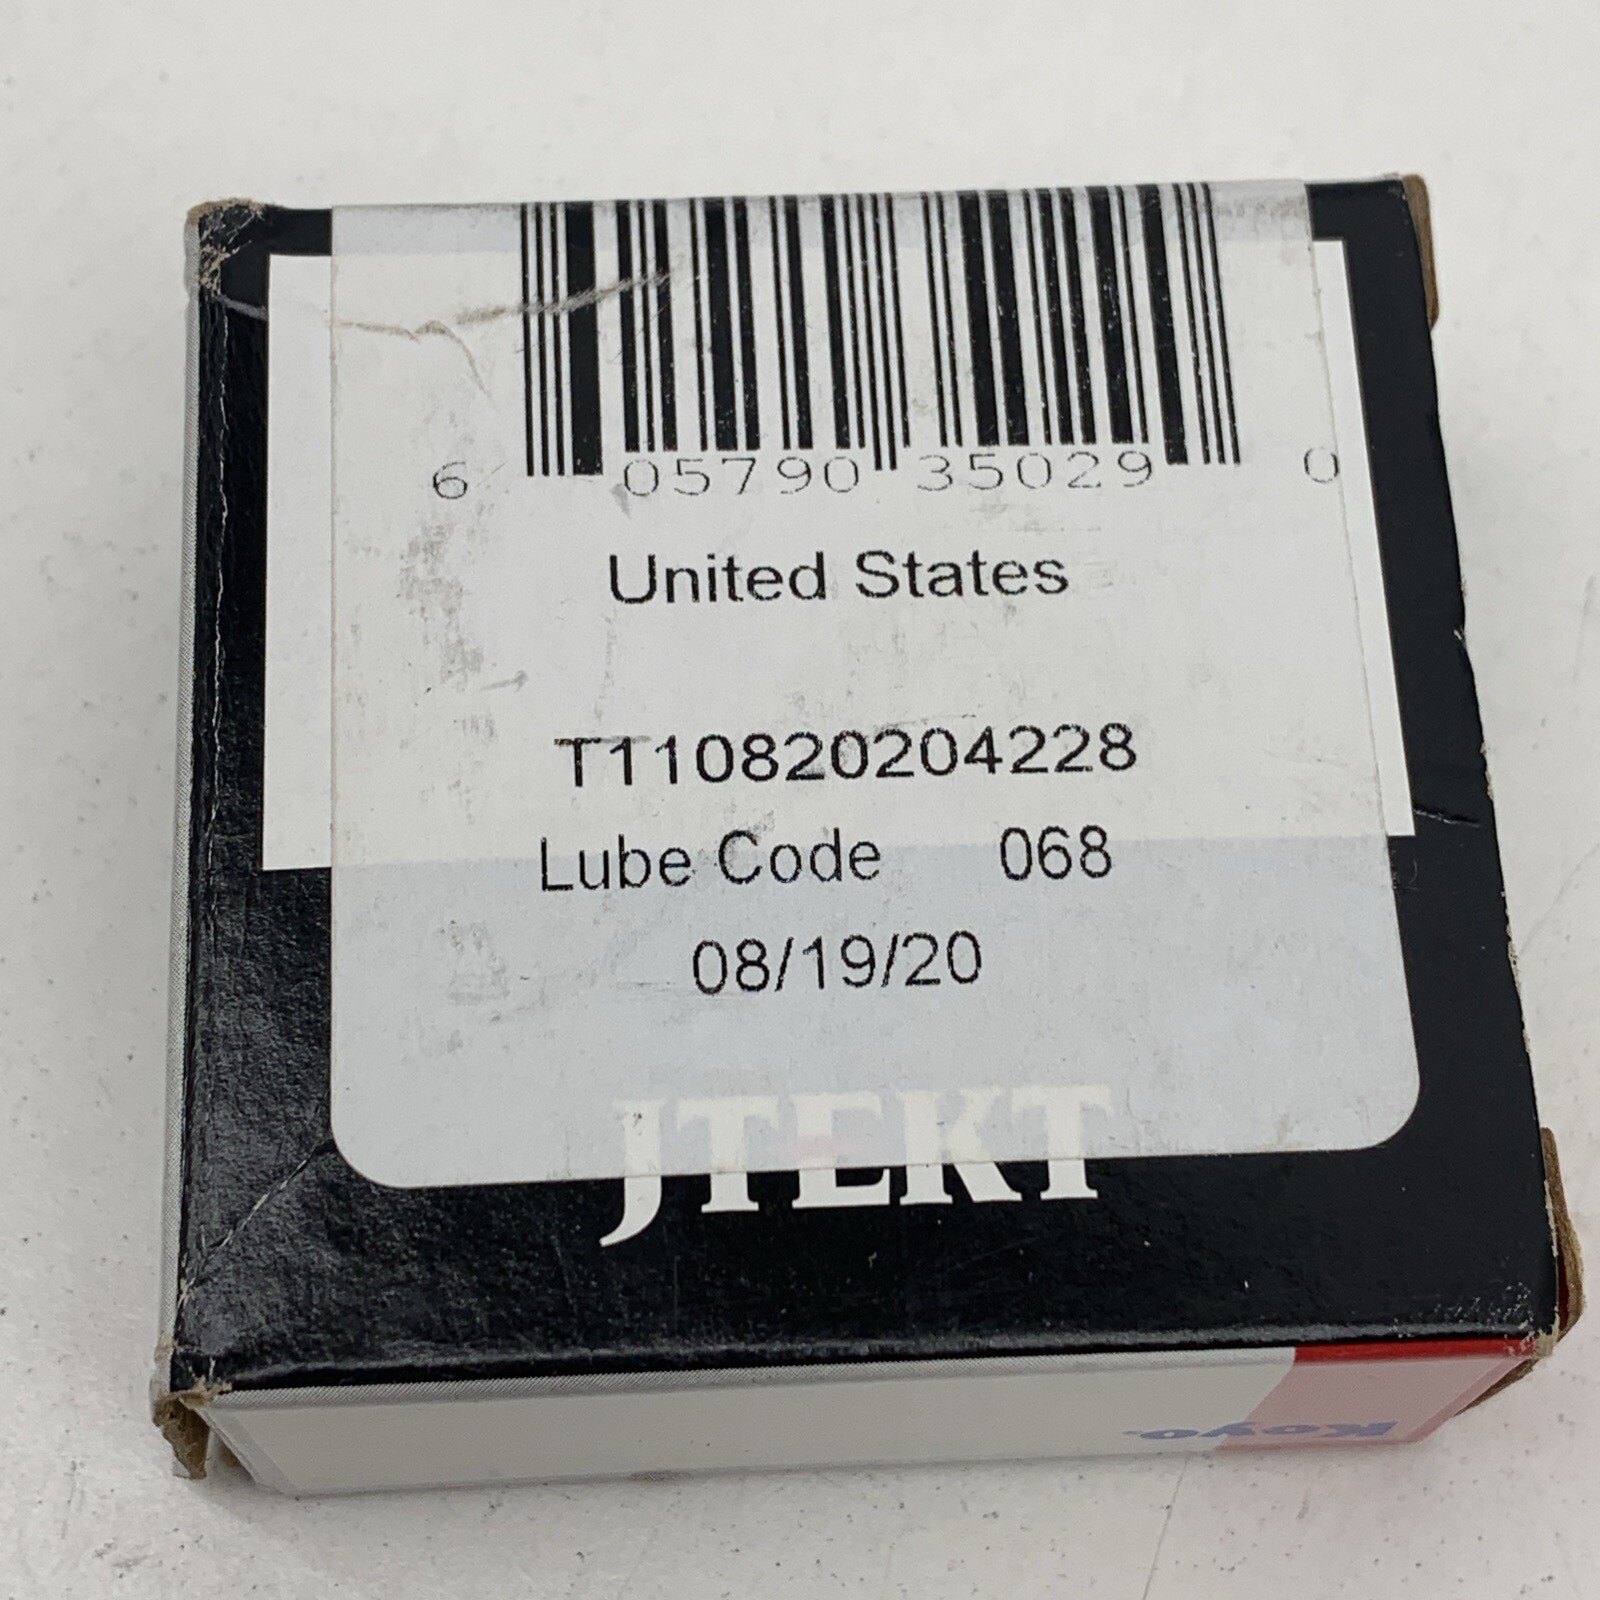 6 05790 35029 0
United States
T110820204228
Lube Code 068
08/19/20
JTEKT
Koyo